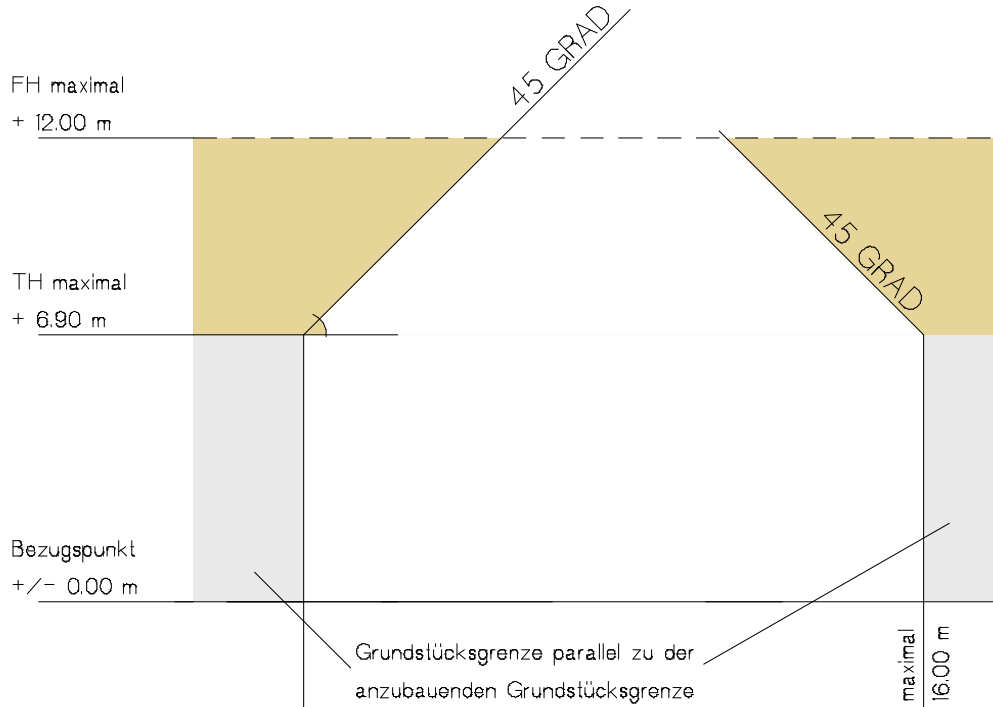 45 GRAD
FH maximal
+ 12.00 m
45 GRAD
TH maximal
+ 6.90 m
Bezugspunkt
+/- 0.00 m
Grundstücksgrenze parallel zu der
anzubauenden Grundstücksgrenze
maximal
16.00 m